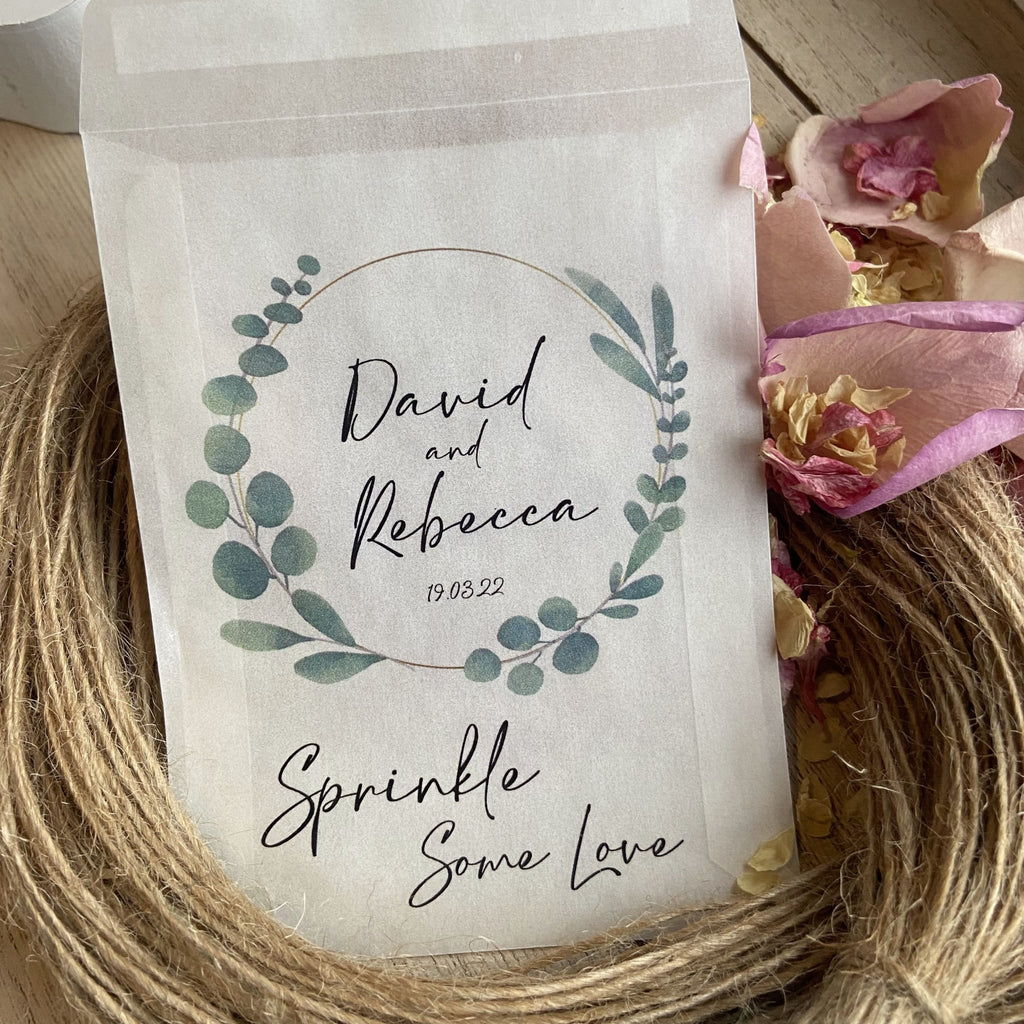 David
and
Rebecca
19.03.22
Sprinkle
Some Love